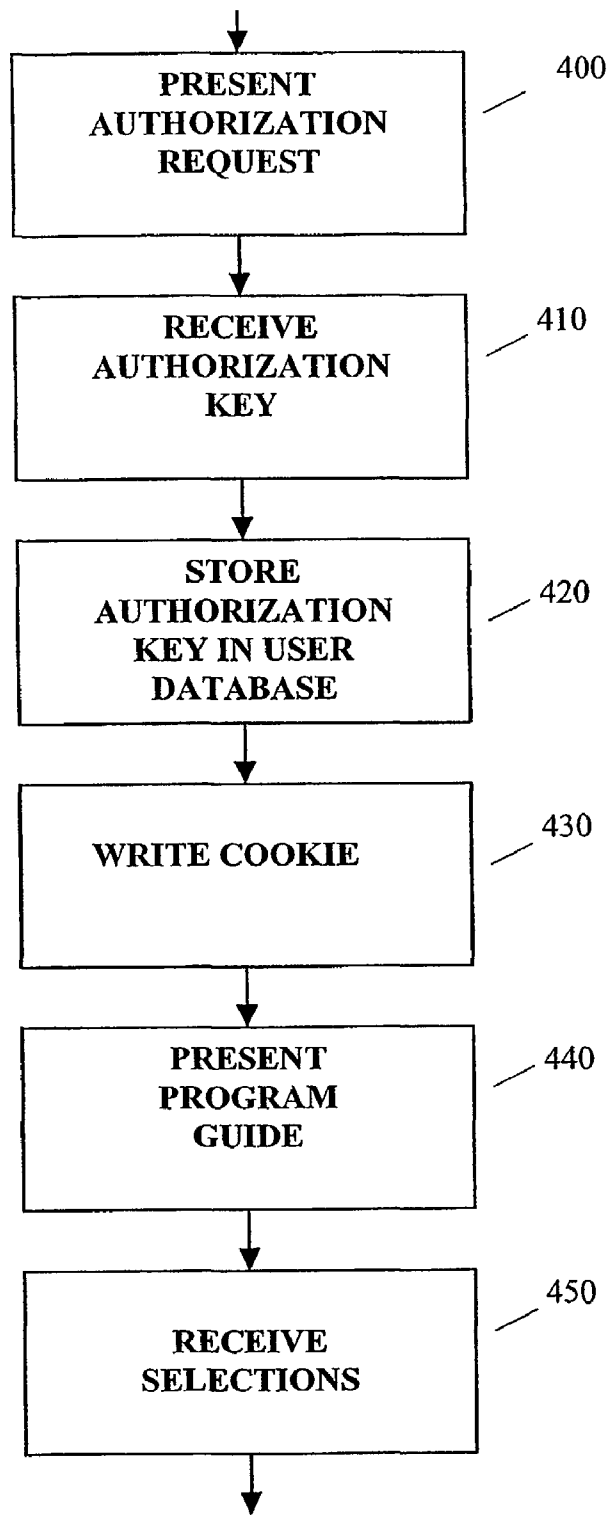 PRESENT
AUTHORIZATION
REQUEST
400
RECEIVE
AUTHORIZATION
KEY
410
STORE
AUTHORIZATION
KEY IN USER
DATABASE
420
WRITE COOKIE
430
PRESENT
PROGRAM
GUIDE
440
RECEIVE
SELECTIONS
450